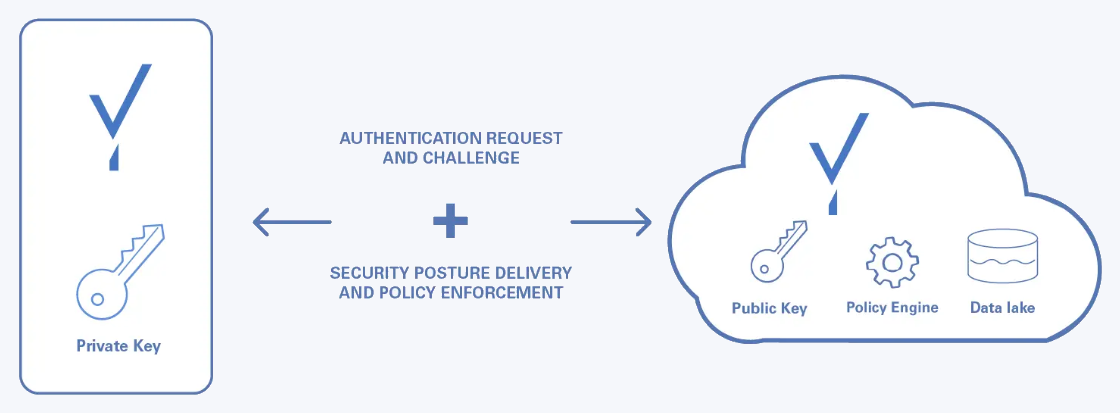 AUTHENTICATION REQUEST
AND CHALLENGE
SECURITY POSTURE DELIVERY
AND POLICY ENFORCEMENT
Private Key
Public Key
Policy Engine
Data lake